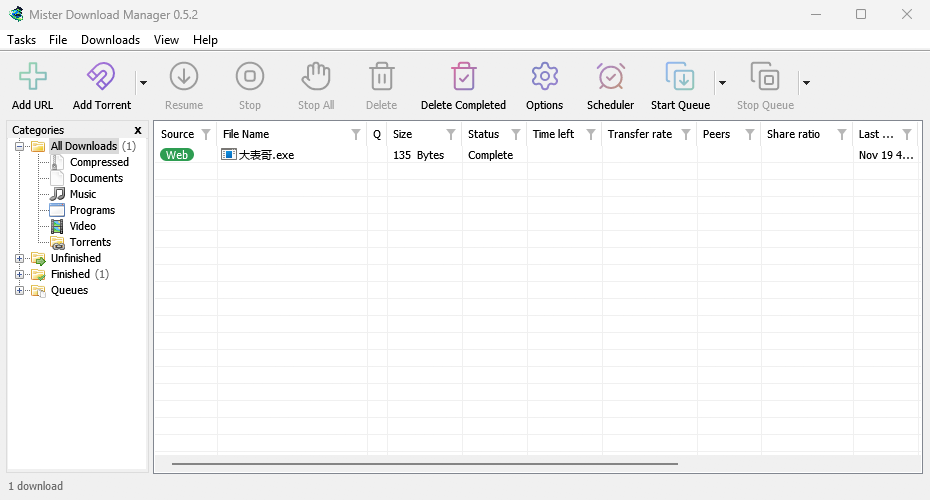 Mister Download Manager 0.5.2
Tasks File Downloads View Help
Add URL Add Torrent Resume Stop Stop All Delete Delete Completed Options Scheduler Start Queue Stop Queue
Categories x
Source File Name Q Size Status Time left Transfer rate Peers Share ratio Last ...
All Downloads (1)
Web 大表哥.exe 135 Bytes Complete Nov 19 4...
Compressed
Documents
Music
Programs
Video
Torrents
Unfinished
Finished (1)
Queues
1 download